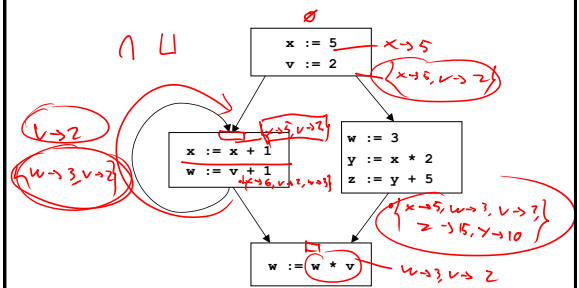 ∅
∩ ⊔
x := 5
x→5
v := 2
{x→5, v→2}
v→2
{x→5, v→2}
x := x + 1
w := v + 1
{x→6, v→2, w→3}
{w→3, v→2}
w := 3
y := x * 2
z := y + 5
{x→5, w→3, v→2,
z→15, y→10}
w := w * v
w→3, v→2